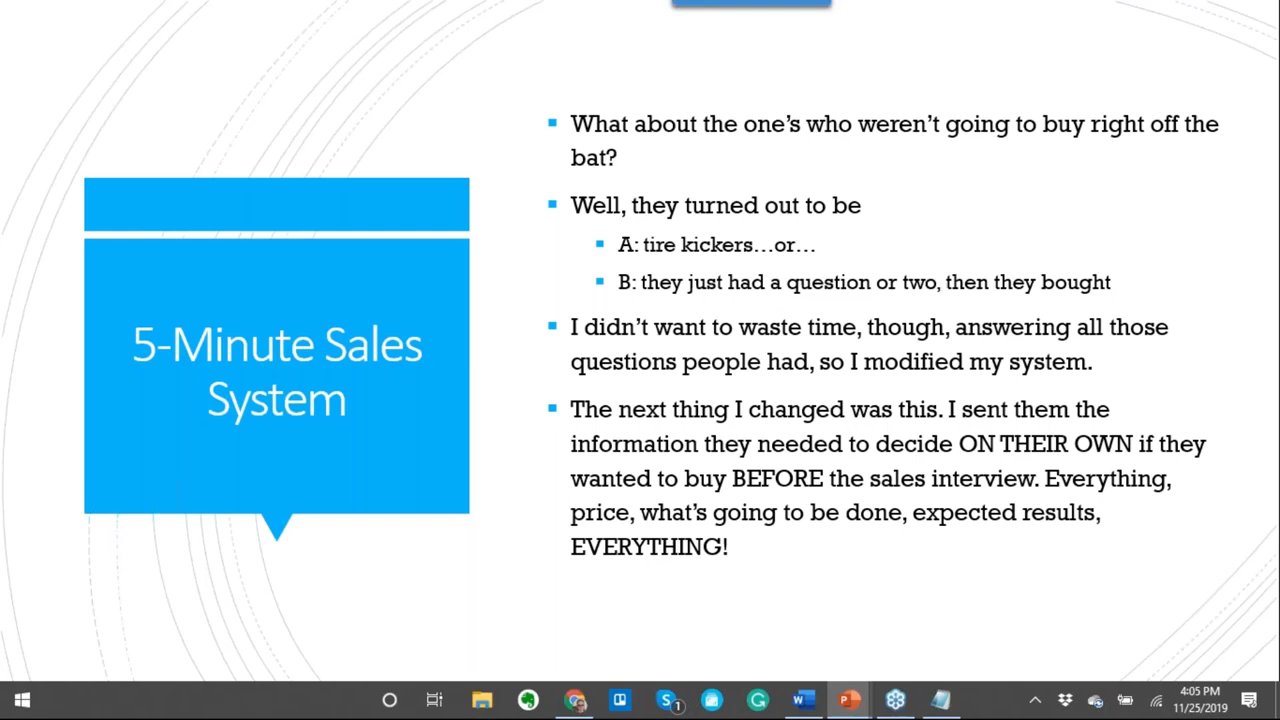 What about the one's who weren't going to buy right off the
bat?
Well, they turned out to be
A: tire kickers…or…
B: they just had a question or two, then they bought
I didn't want to waste time, though, answering all those
questions people had, so I modified my system.
The next thing I changed was this. I sent them the
information they needed to decide ON THEIR OWN if they
wanted to buy BEFORE the sales interview. Everything,
price, what's going to be done, expected results,
EVERYTHING!
5-Minute Sales
System
1
4:05 PM
11/25/2019